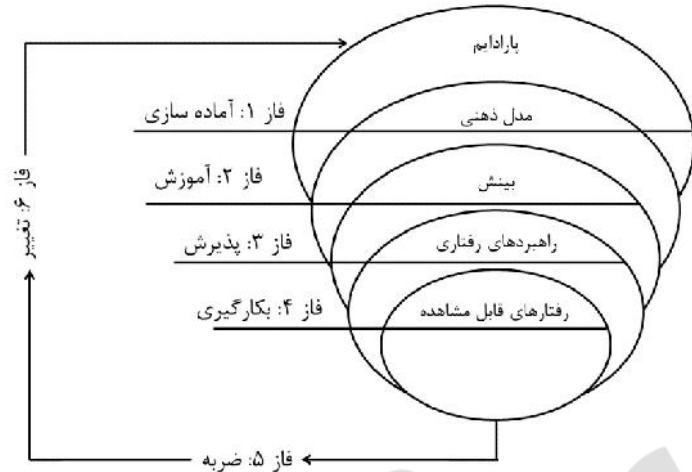 پارادایم
مدل ذهنی
فاز ۱: آماده سازی
بینش
فاز ۲: آموزش
راهبردهای رفتاری
فاز ۳: پذیرش
رفتارهای قابل مشاهده
فاز ۴: بکارگیری
فاز ۵: ضربه
فاز ۶: تغییر